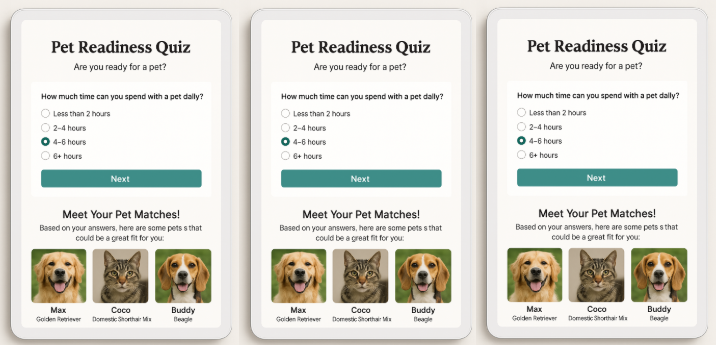 Pet Readiness Quiz
Are you ready for a pet?
How much time can you spend with a pet daily?
Less than 2 hours
2–4 hours
4–6 hours
6+ hours
Next
Meet Your Pet Matches!
Based on your answers, here are some pets s that
could be a great fit for you:
Max
Golden Retriever
Coco
Domestic Shorthair Mix
Buddy
Beagle
Pet Readiness Quiz
Are you ready for a pet?
How much time can you spend with a pet daily?
Less than 2 hours
2–4 hours
4–6 hours
6+ hours
Next
Meet Your Pet Matches!
Based on your answers, here are some pets s that
could be a great fit for you:
Max
Golden Retriever
Coco
Domestic Shorthair Mix
Buddy
Beagle
Pet Readiness Quiz
Are you ready for a pet?
How much time can you spend with a pet daily?
Less than 2 hours
2–4 hours
4–6 hours
6+ hours
Next
Meet Your Pet Matches!
Based on your answers, here are some pets s that
could be a great fit for you:
Max
Golden Retriever
Coco
Domestic Shorthair Mix
Buddy
Beagle